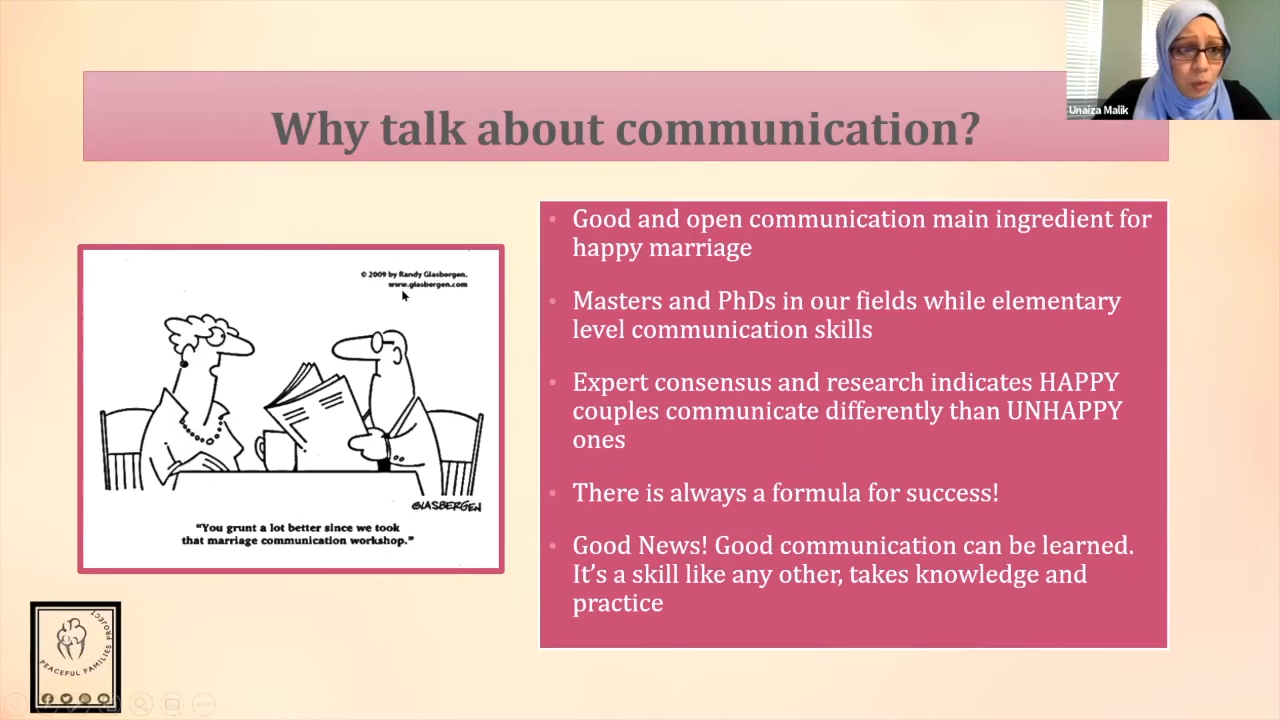 Why talk about communication?
Unaiza Malik
© 2009 by Randy Glasbergen.
www.glasbergen.com
GLASBERGEN
“You grunt a lot better since we took
that marriage communication workshop.”
• Good and open communication main ingredient for
happy marriage
• Masters and PhDs in our fields while elementary
level communication skills
• Expert consensus and research indicates HAPPY
couples communicate differently than UNHAPPY
ones
• There is always a formula for success!
• Good News! Good communication can be learned.
It’s a skill like any other, takes knowledge and
practice
PEACEFUL FAMILIES PROJECT